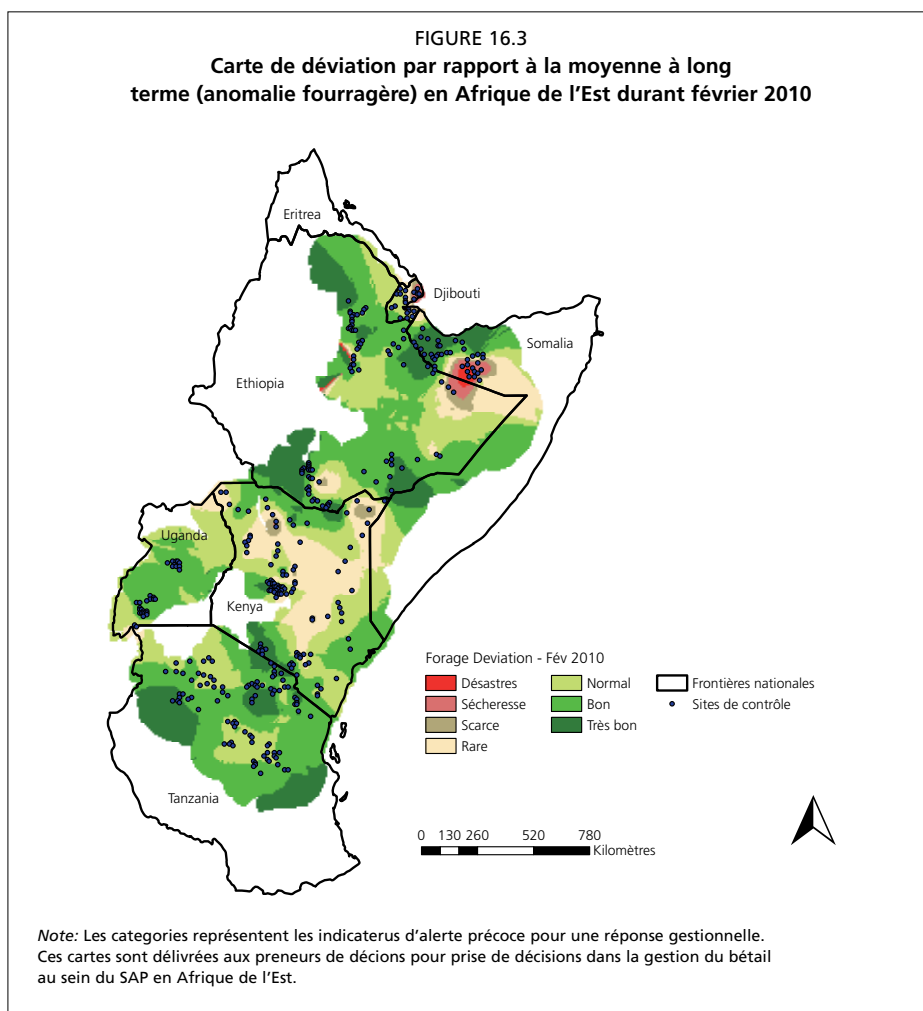 FIGURE 16.3
Carte de déviation par rapport à la moyenne à long
terme (anomalie fourragère) en Afrique de l'Est durant février 2010
Eritrea
Djibouti
Somalia
Ethiopia
Uganda
Kenya
Tanzania
Forage Deviation - Fév 2010
Désastres
Sécheresse
Scarce
Rare
Normal
Bon
Très bon
Frontières nationales
Sites de contrôle
0 130 260 520 780
Kilomètres
Note: Les categories représentent les indicaterus d'alerte précoce pour une réponse gestionnelle.
Ces cartes sont délivrées aux preneurs de décions pour prise de décisions dans la gestion du bétail
au sein du SAP en Afrique de l'Est.